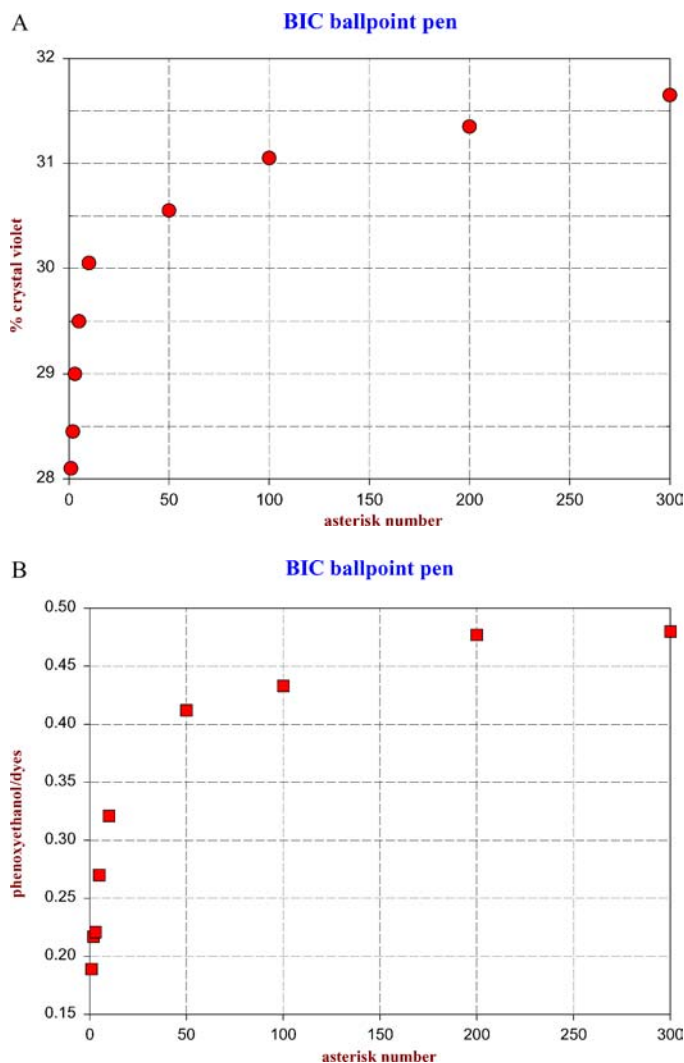 A
BIC ballpoint pen
32
31
30
29
28
% crystal violet
0 50 100 150 200 250 300
asterisk number
B
BIC ballpoint pen
0.50
0.45
0.40
0.35
0.30
0.25
0.20
0.15
phenoxyethanol/dyes
0 50 100 150 200 250 300
asterisk number